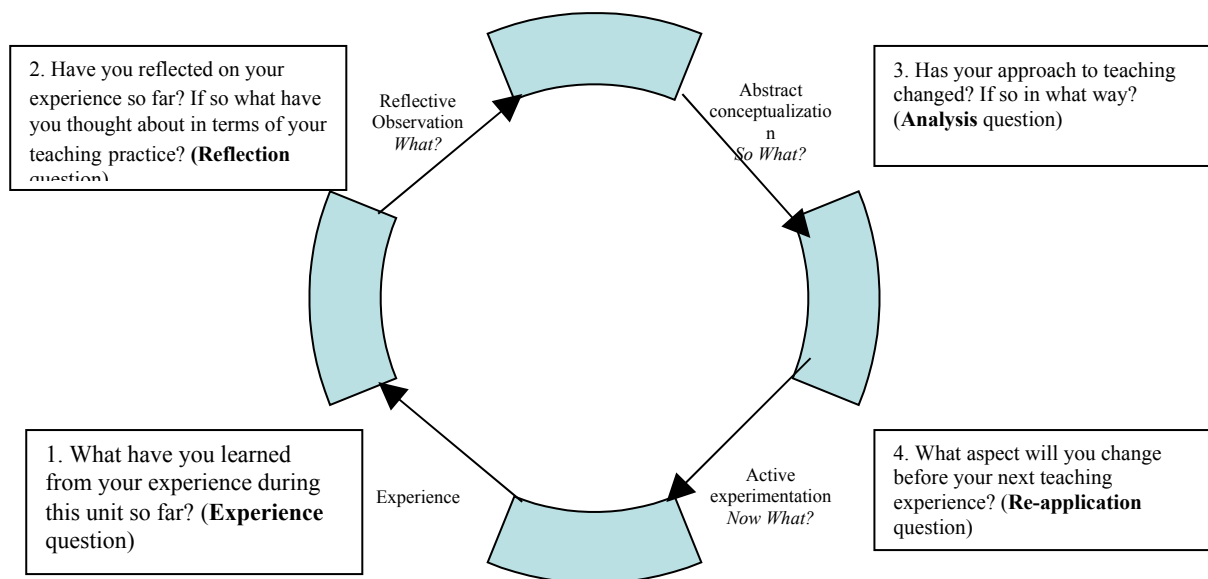 2. Have you reflected on your
experience so far? If so what have
you thought about in terms of your
teaching practice? (Reflection
question)
Reflective
Observation
What?
Abstract
conceptualizatio
n
So What?
3. Has your approach to teaching
changed? If so in what way?
(Analysis question)
1. What have you learned
from your experience during
this unit so far? (Experience
question)
Experience
Active
experimentation
Now What?
4. What aspect will you change
before your next teaching
experience? (Re-application
question)